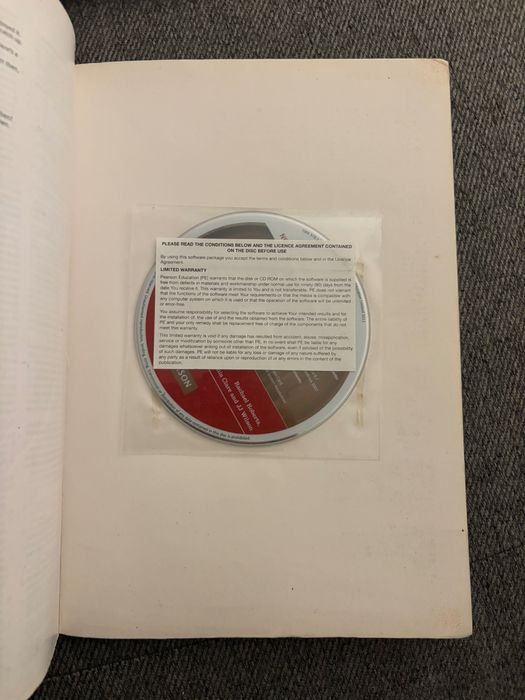 PLEASE READ THE CONDITIONS BELOW AND THE LICENCE AGREEMENT CONTAINED
ON THE DISC BEFORE USE
By using this software package you accept the terms and conditions below and in the Licence
Agreement.
LIMITED WARRANTY
Pearson Education (PE) warrants that the disk or CD ROM on which the software is supplied is
free from defects in materials and workmanship under normal use for ninety (90) days from the
date You receive it. This warranty is limited to You and is not transferable. PE does not warrant
that the functions of the software meet Your requirements or that the media is compatible with
any computer system on which it is used or that the operation of the software will be unlimited
or error-free.
You assume responsibility for selecting the software to achieve Your intended results and for
the installation of, the use of and the results obtained from the software. The entire liability of
PE and your only remedy shall be replacement free of charge of the components that do not
meet this warranty.
This limited warranty is void if any damage has resulted from accident, abuse, misapplication,
service or modification by someone other than PE. In no event shall PE be liable for any
damages whatsoever arising out of installation of the software, even if advised of the possibility
of such damages. PE will not be liable for any loss or damage of any nature suffered by
any party as a result of reliance upon or reproduction of or any errors in the content of the
publication.
Rachael Roberts,
Clare and JJ Wilson
in this disc is prohibited.